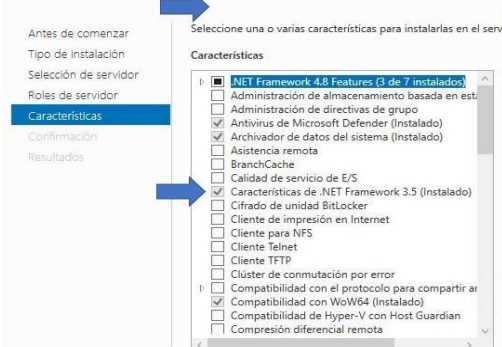 Seleccione una o varias características para instalarlas en el serv
Antes de comenzar
Tipo de instalación
Selección de servidor
Roles de servidor
Características
Confirmación
Resultados
Características
.NET Framework 4.8 Features (3 de 7 instalados)
Administración de almacenamiento basada en está
Administración de directivas de grupo
Antivirus de Microsoft Defender (Instalado)
Archivador de datos del sistema (Instalado)
Asistencia remota
BranchCache
Calidad de servicio de E/S
Características de .NET Framework 3.5 (Instalado)
Cifrado de unidad BitLocker
Cliente de impresión en Internet
Cliente para NFS
Cliente Telnet
Cliente TFTP
Clúster de conmutación por error
Compatibilidad con el protocolo para compartir ar
Compatibilidad con WoW64 (Instalado)
Compatibilidad de Hyper-V con Host Guardian
Compresión diferencial remota